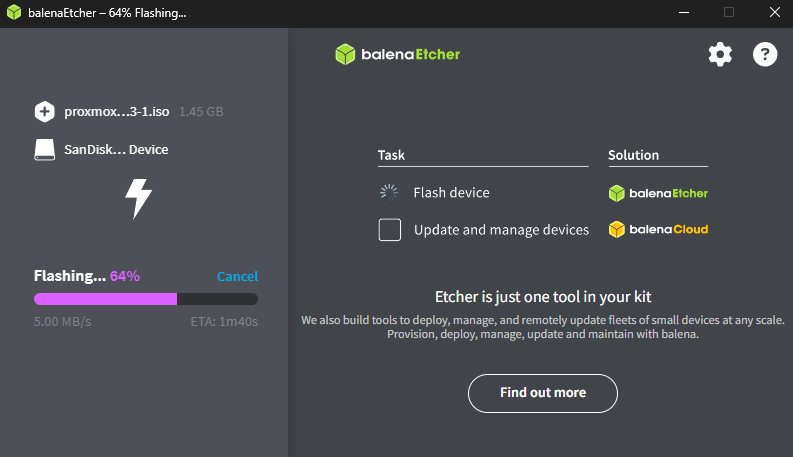 balenaEtcher – 64% Flashing...
balenaEtcher
proxmox…3-1.iso 1.45 GB
SanDisk… Device
Task Solution
Flash device balenaEtcher
Update and manage devices balenaCloud
Flashing... 64% Cancel
5.00 MB/s ETA: 1m40s
Etcher is just one tool in your kit
We also build tools to deploy, manage, and remotely update fleets of small devices at any scale.
Provision, deploy, manage, update and maintain with balena.
Find out more